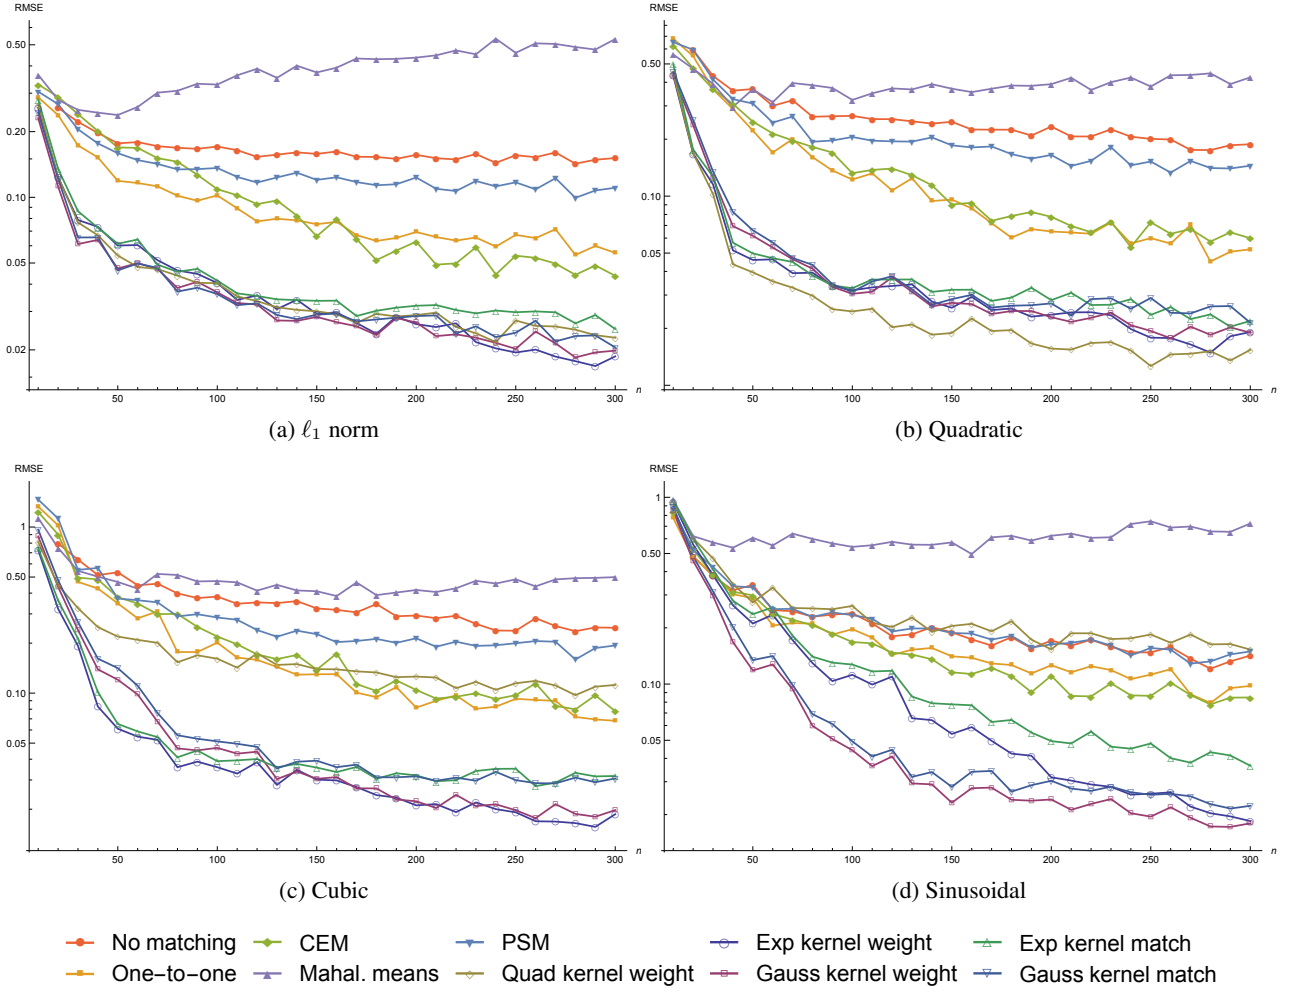 RMSE
0.50
0.20
0.10
0.05
0.02
50
100
150
200
250
300
n
(a) ℓ1 norm
RMSE
0.50
0.10
0.05
50
100
150
200
250
300
n
(b) Quadratic
RMSE
1
0.50
0.10
0.05
50
100
150
200
250
300
n
(c) Cubic
RMSE
1
0.50
0.10
0.05
50
100
150
200
250
300
n
(d) Sinusoidal
No matching
CEM
PSM
Exp kernel weight
Exp kernel match
One-to-one
Mahal. means
Quad kernel weight
Gauss kernel weight
Gauss kernel match